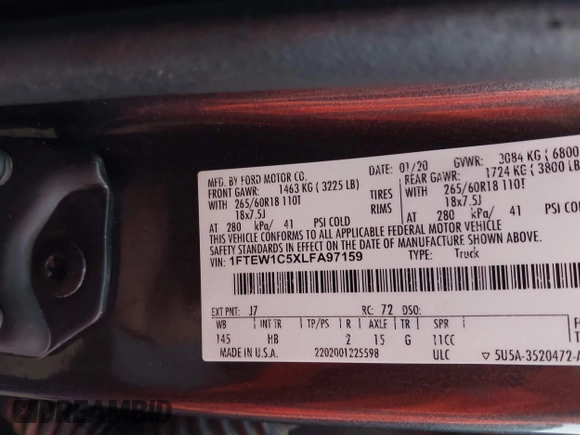 MFG. BY FORD MOTOR CO. DATE: 01/20 GVWR: 3084 KG ( 6800
FRONT GAWR: 1463 KG ( 3225 LB) REAR GAWR: 1724 KG ( 3800 LB
WITH 265/60R18 110T TIRES WITH 265/60R18 110T
18x7.5J RIMS 18x7.5J
AT 280 kPa/ 41 PSI COLD AT 280 kPa/ 41 PSI COLD
THIS VEHICLE CONFORMS TO ALL APPLICABLE FEDERAL MOTOR VEHICLE
SAFETY STANDARDS IN EFFECT ON THE DATE OF MANUFACTURE SHOWN ABOVE.
VIN: 1FTEW1C5XLFA97159 TYPE: Truck
EXT PNT: J7 RC: 72 DSO:
WB INT TR TP/PS R AXLE TR SPR
145 HB 2 15 G 11CC
MADE IN U.S.A. 2202001225598 ULC ▽ 5U5A-3520472-
DREAMBID